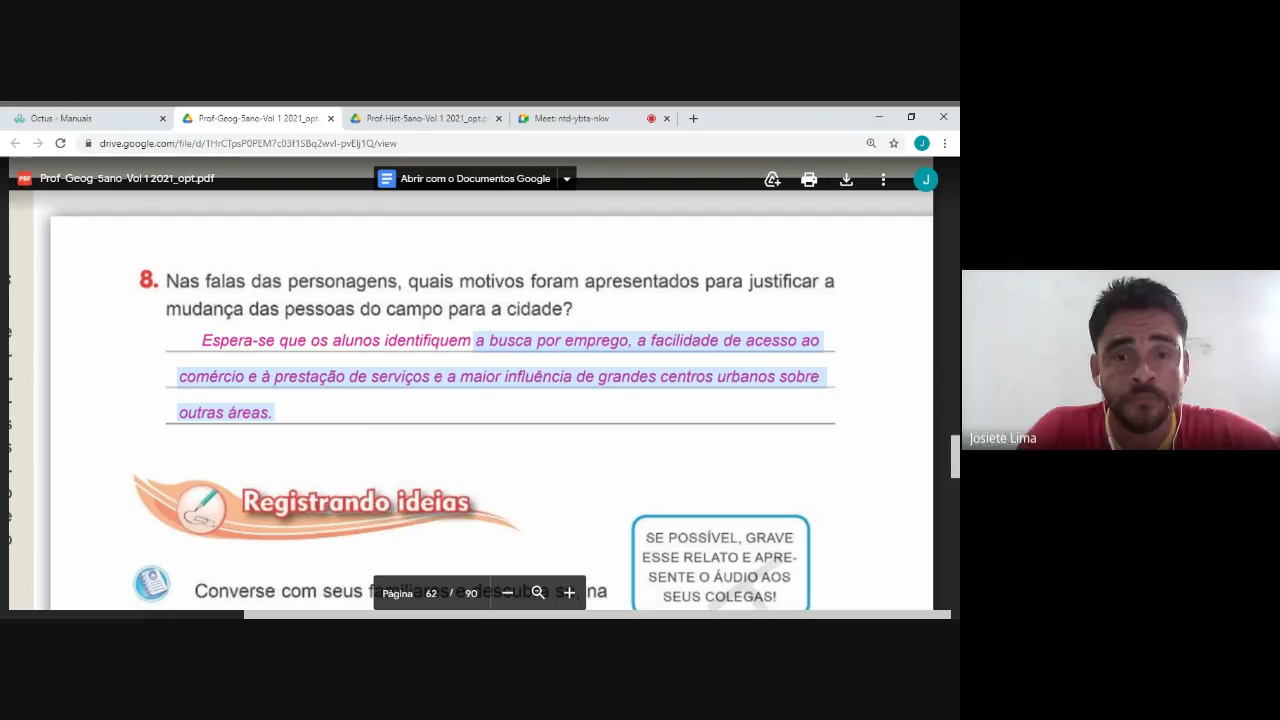 Octus - Manuais
Prof-Geog-5ano-Vol 1 2021_opt.
Prof-Hist-5ano-Vol 1 2021_opt.p
Meet: ntd-ybta-nkw
drive.google.com/file/d/1HrCTpsP0PEM7c03f1SBq2wvI-pvEIj1Q/view
J
PDF
Prof-Geog-5ano-Vol 1 2021_opt.pdf
Abrir com o Documentos Google
J
8. Nas falas das personagens, quais motivos foram apresentados para justificar a
mudança das pessoas do campo para a cidade?
Espera-se que os alunos identifiquem a busca por emprego, a facilidade de acesso ao
comércio e à prestação de serviços e a maior influência de grandes centros urbanos sobre
outras áreas.
Registrando ideias
SE POSSÍVEL, GRAVE
ESSE RELATO E APRE-
SENTE O ÁUDIO AOS
SEUS COLEGAS!
Converse com seus na
Página 62 / 90
Josiete Lima